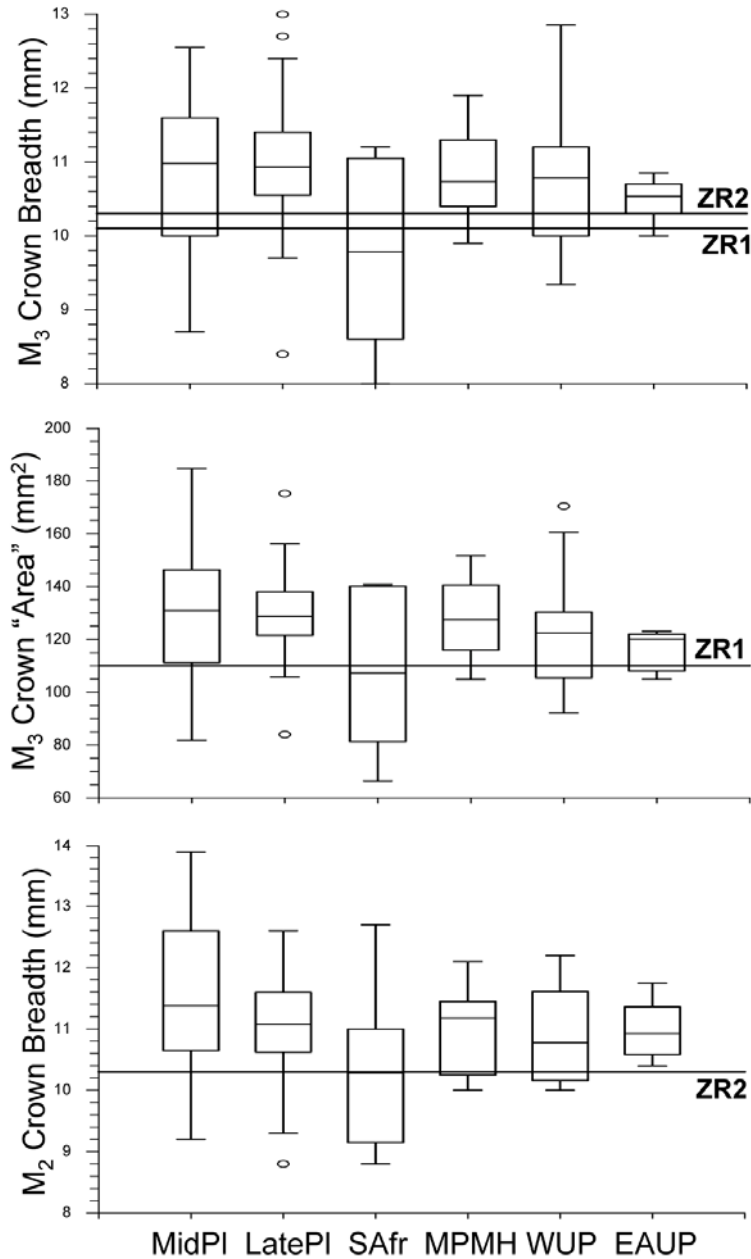 M₃ Crown Breadth (mm)
13
12
11
10
9
8
ZR2
ZR1
M₃ Crown “Area” (mm²)
200
180
160
140
120
100
80
60
ZR1
M₂ Crown Breadth (mm)
14
13
12
11
10
9
8
ZR2
MidPl LatePl SAfr MPMH WUP EAUP